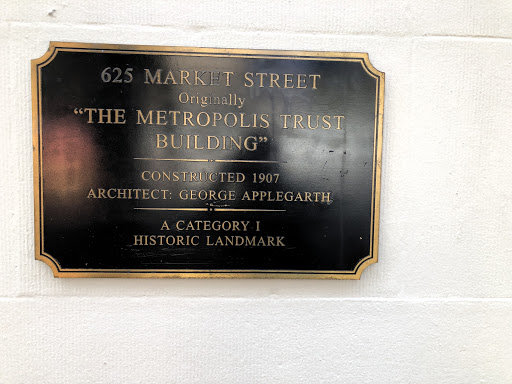 625 MARKET STREET
Originally
"THE METROPOLIS TRUST
BUILDING"
CONSTRUCTED 1907
ARCHITECT: GEORGE APPLEGARTH
A CATEGORY I
HISTORIC LANDMARK